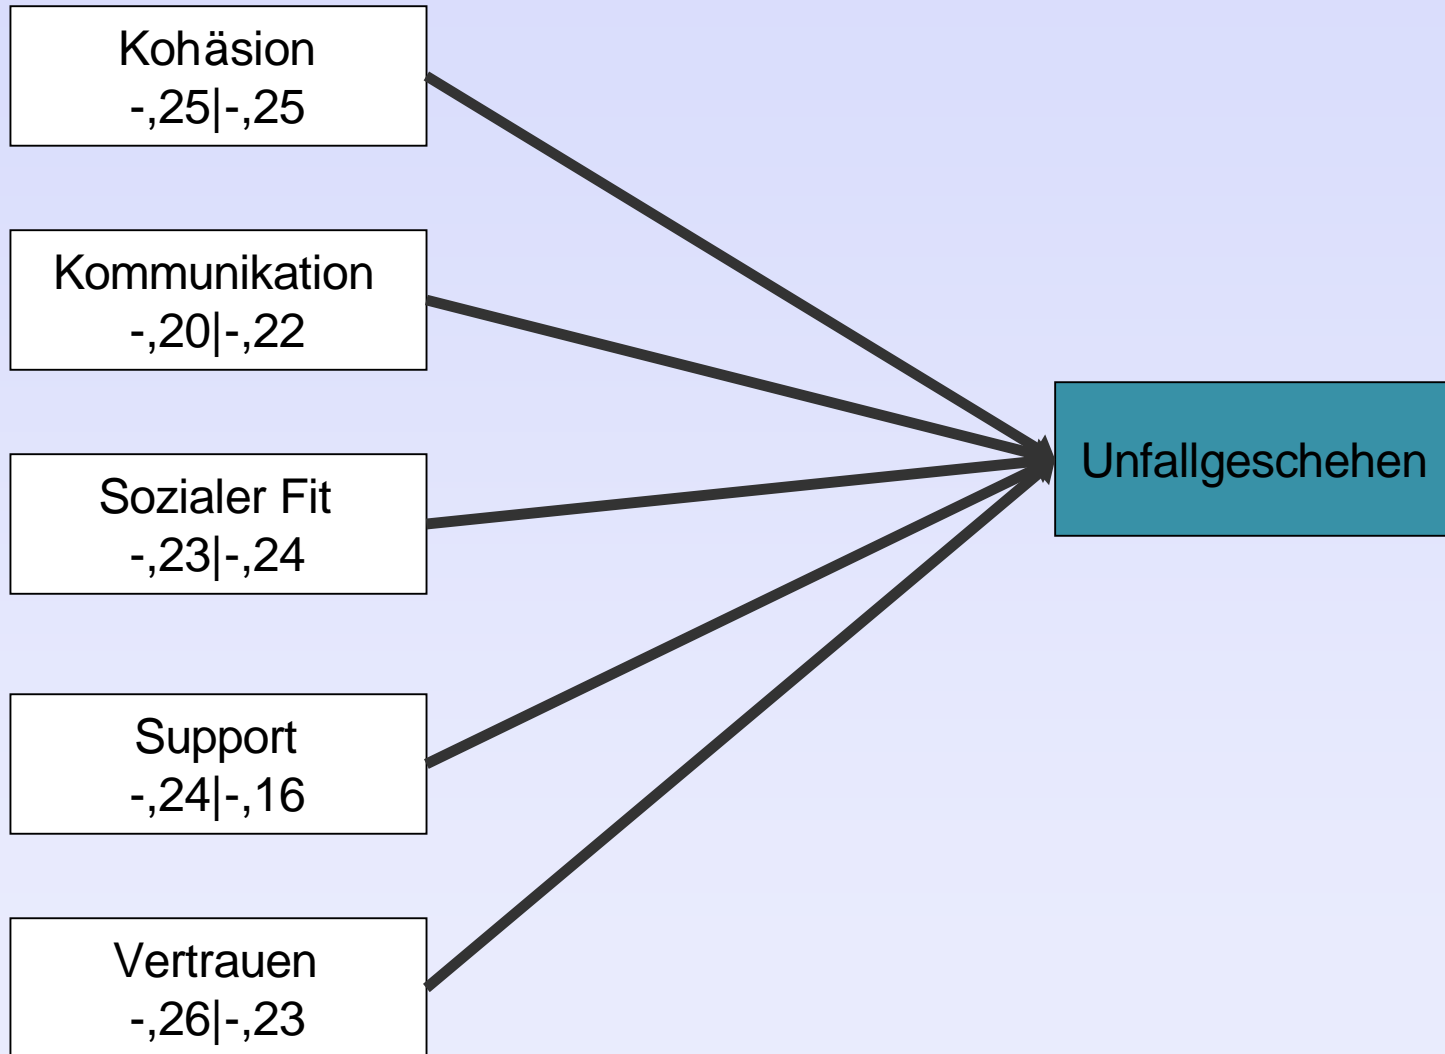 Kohäsion
-,25|-,25
Kommunikation
-,20|-,22
Sozialer Fit
-,23|-,24
Support
-,24|-,16
Vertrauen
-,26|-,23
Unfallgeschehen